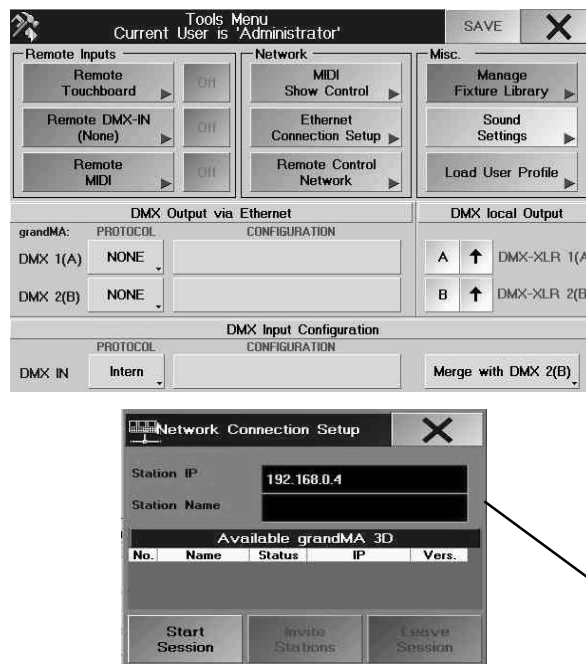 Tools Menu
Current User is 'Administrator'
SAVE
Remote Inputs
Network
Misc.
Remote
Touchboard
Off
MIDI
Show Control
Manage
Fixture Library
Remote DMX-IN
(None)
Off
Ethernet
Connection Setup
Sound
Settings
Remote
MIDI
Off
Remote Control
Network
Load User Profile
DMX Output via Ethernet
DMX local Output
grandMA:
PROTOCOL
CONFIGURATION
DMX 1(A)
NONE
A
DMX-XLR 1(A
DMX 2(B)
NONE
B
DMX-XLR 2(B
DMX Input Configuration
PROTOCOL
CONFIGURATION
DMX IN
Intern
Merge with DMX 2(B)
Network Connection Setup
Station IP
192.168.0.4
Station Name
Available grandMA 3D
No. Name Status IP Vers.
Start
Session
Invite
Stations
Leave
Session